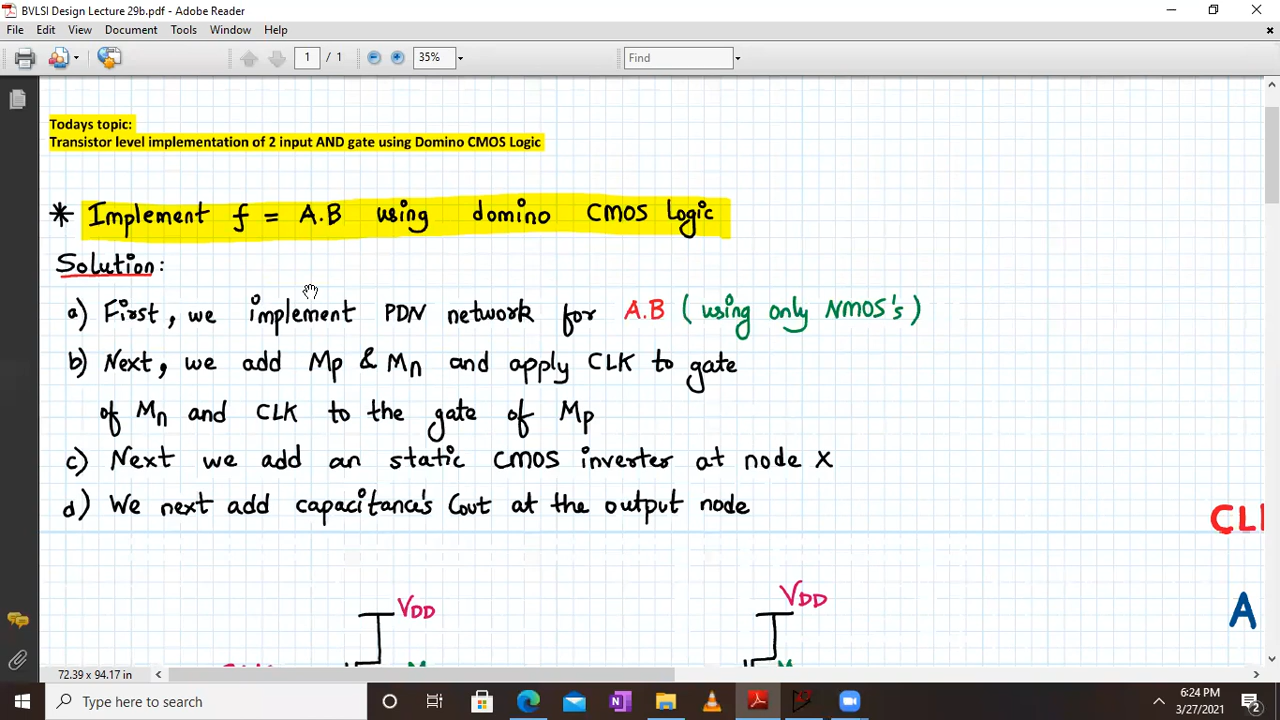 BVLSI Design Lecture 29b.pdf - Adobe Reader
File Edit View Document Tools Window Help
1 / 1 35% Find
Todays topic:
Transistor level implementation of 2 input AND gate using Domino CMOS Logic
* Implement f = A.B using domino CMOS logic
Solution:
a) First, we implement PDN network for A.B (using only NMOS's)
b) Next, we add Mp & Mn and apply CLK to gate
of Mn and CLK to the gate of Mp
c) Next we add an static CMOS inverter at node X
d) We next add capacitance's Cout at the output node
VDD VDD
A
72.39 x 94.17 in
Type here to search
6:24 PM
3/27/2021
2